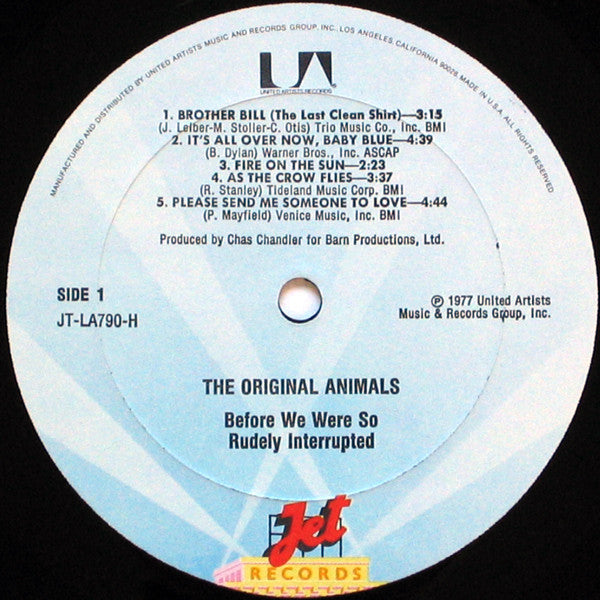 MANUFACTURED AND DISTRIBUTED BY UNITED ARTISTS MUSIC AND RECORDS GROUP, INC., LOS ANGELES, CALIFORNIA 90028. MADE IN U.S.A. ALL RIGHTS RESERVED
UA
UNITED ARTISTS RECORDS
1. BROTHER BILL (The Last Clean Shirt)—3:15
(J. Leiber-M. Stoller-C. Otis) Trio Music Co., Inc. BMI
2. IT'S ALL OVER NOW, BABY BLUE—4:39
(B. Dylan) Warner Bros., Inc. ASCAP
3. FIRE ON THE SUN—2:23
4. AS THE CROW FLIES—3:37
(R. Stanley) Tideland Music Corp. BMI
5. PLEASE SEND ME SOMEONE TO LOVE—4:44
(P. Mayfield) Venice Music, Inc. BMI
Produced by Chas Chandler for Barn Productions, Ltd.
SIDE 1
JT-LA790-H
℗ 1977 United Artists
Music & Records Group, Inc.
THE ORIGINAL ANIMALS
Before We Were So
Rudely Interrupted
Jet
RECORDS